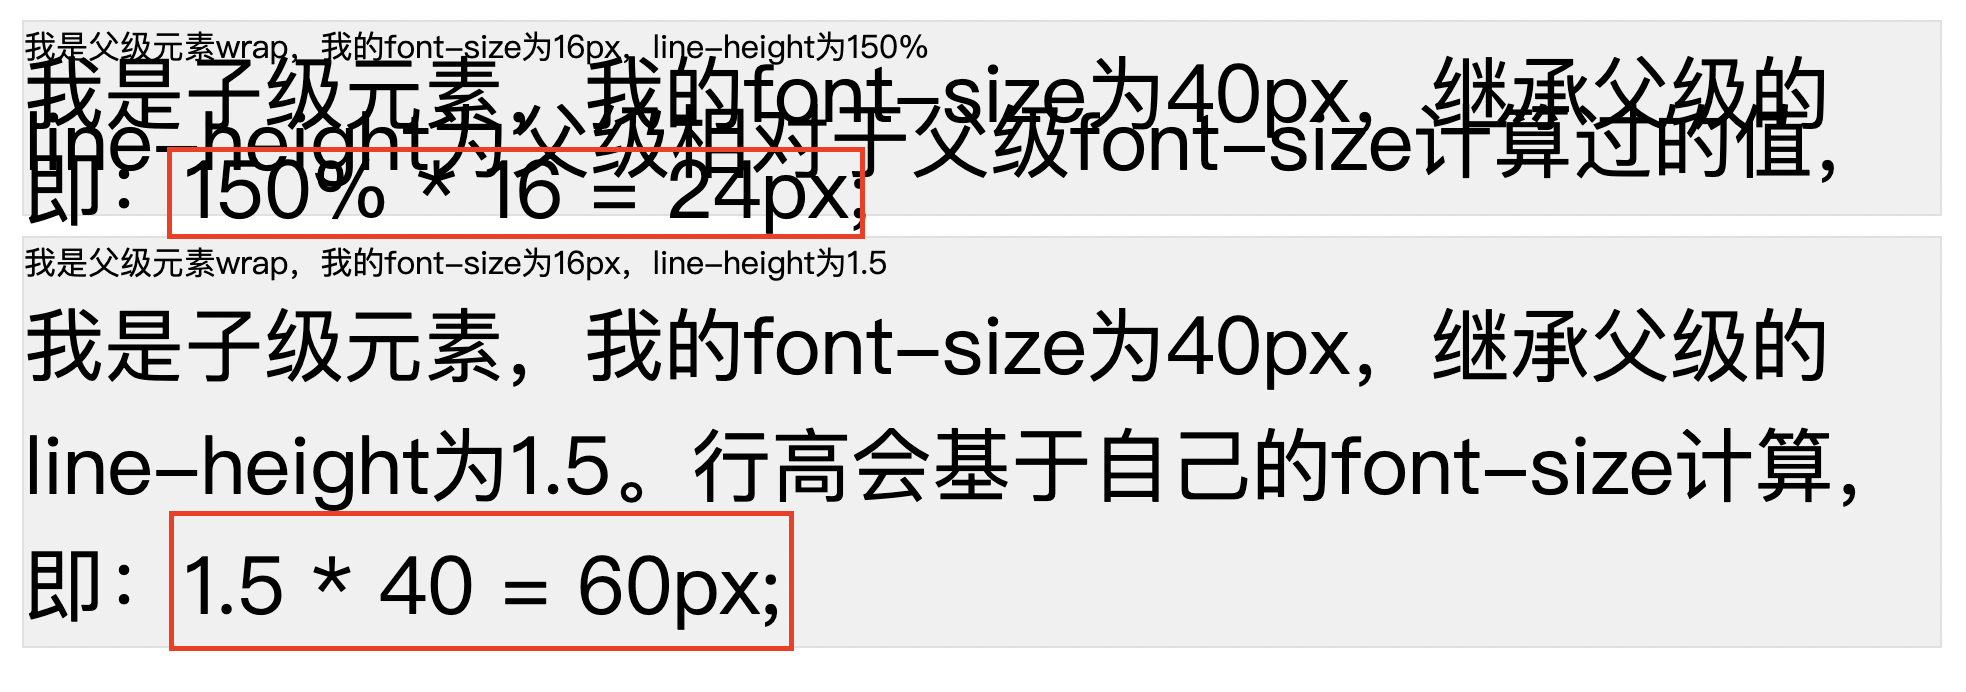 我是父级元素wrap，我的font-size为16px，line-height为150%
我是子级元素，我的font-size为40px，继承父级的
line-height为父级相对于父级font-size计算过的值，
即：150% * 16 = 24px;
我是父级元素wrap，我的font-size为16px，line-height为1.5
我是子级元素，我的font-size为40px，继承父级的
line-height为1.5。行高会基于自己的font-size计算，
即：1.5 * 40 = 60px;